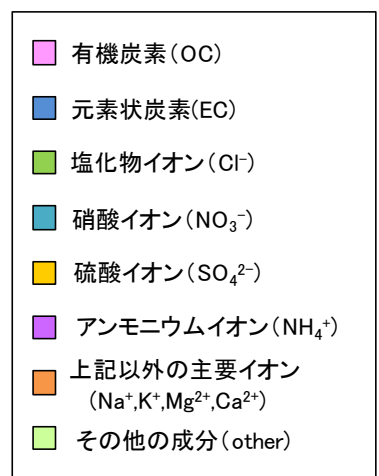 有機炭素（OC）
元素状炭素(EC)
塩化物イオン（Cl⁻）
硝酸イオン（NO₃⁻）
硫酸イオン（SO₄²⁻）
アンモニウムイオン（NH₄⁺）
上記以外の主要イオン
（Na⁺,K⁺,Mg²⁺,Ca²⁺）
その他の成分（other）